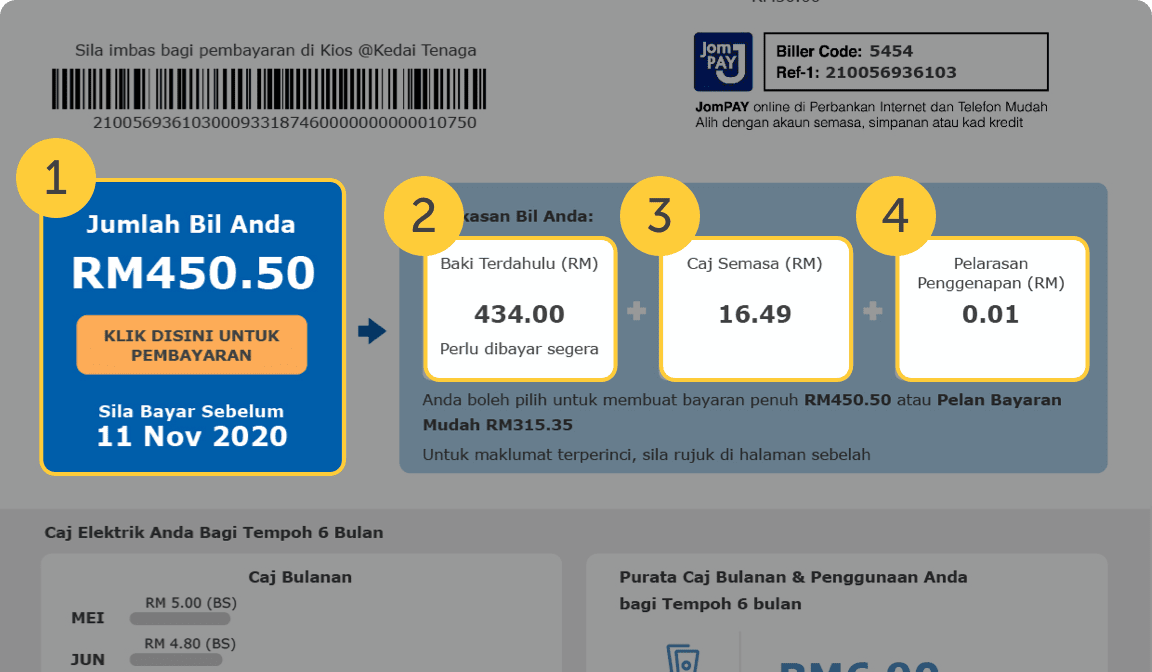 Sila imbas bagi pembayaran di Kios @Kedai Tenaga
210056936103000933187460000000000010750
Jom
PAY
J
Biller Code: 5454
Ref-1: 210056936103
JomPAY online di Perbankan Internet dan Telefon Mudah
Alih dengan akaun semasa, simpanan atau kad kredit
1
Jumlah Bil Anda
RM450.50
KLIK DISINI UNTUK
PEMBAYARAN
Sila Bayar Sebelum
11 Nov 2020
Bil Anda:
2
Baki Terdahulu (RM)
434.00
Perlu dibayar segera
3
Caj Semasa (RM)
16.49
4
Pelarasan
Penggenapan (RM)
0.01
Anda boleh pilih untuk membuat bayaran penuh RM450.50 atau Pelan Bayaran
Mudah RM315.35
Untuk maklumat terperinci, sila rujuk di halaman sebelah
Caj Elektrik Anda Bagi Tempoh 6 Bulan
Caj Bulanan
MEI RM 5.00 (BS)
JUN RM 4.80 (BS)
Purata Caj Bulanan & Penggunaan Anda
bagi Tempoh 6 bulan